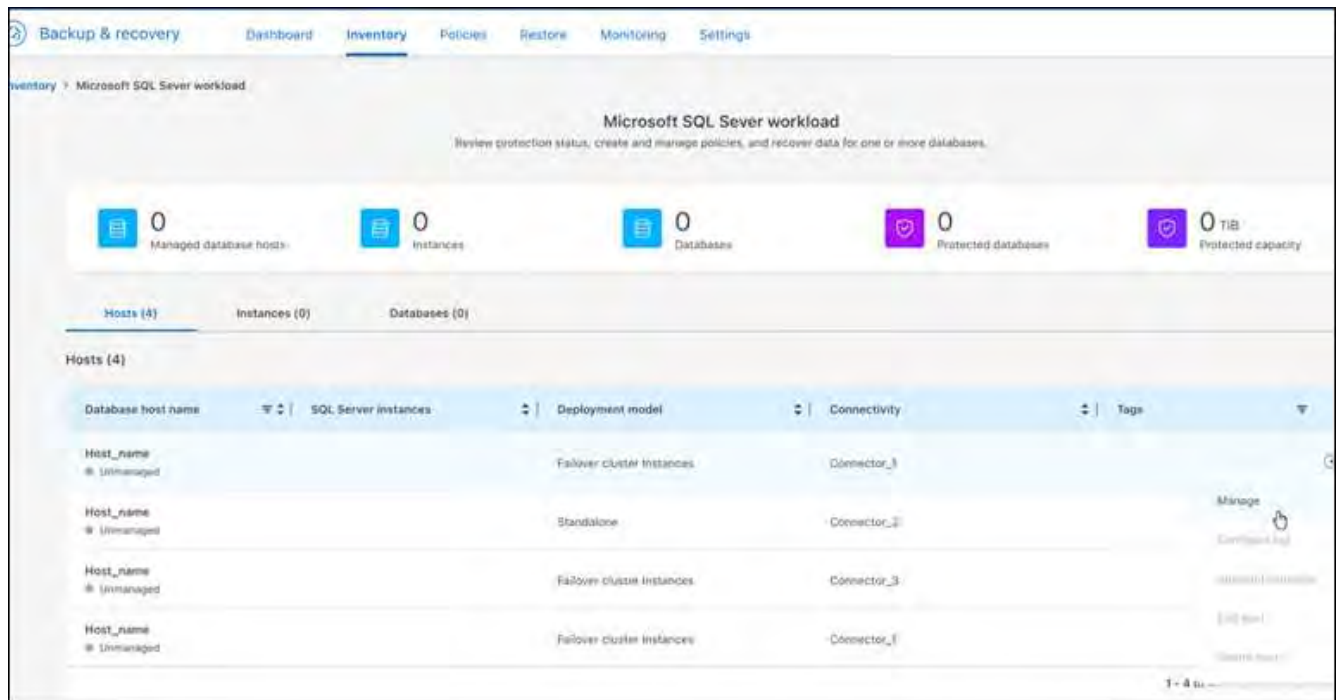 Backup & recovery Dashboard Inventory Policies Restore Monitoring Settings
nventory > Microsoft SQL Sever workload
Microsoft SQL Sever workload
Review protection status, create and manage policies, and recover data for one or more databases.
0 0 0 0 0 TiB
Managed database hosts Instances Databases Protected databases Protected capacity
Hosts (4) Instances (0) Databases (0)
Hosts (4)
Database host name SQL Server instances Deployment model Connectivity Tags
Host_name Failover cluster instances Connector_1
Unmanaged
Manage
Host_name Standalone Connector_2
Unmanaged
Host_name Failover cluster instances Connector_3
Unmanaged
Host_name Failover cluster instances Connector_1
Unmanaged
1 - 4